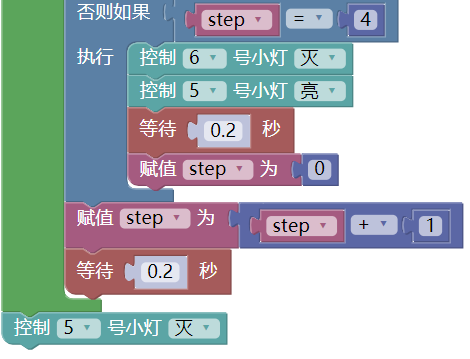 否则如果 step = 4
执行 控制 6 号小灯 灭
控制 5 号小灯 亮
等待 0.2 秒
赋值 step 为 0
赋值 step 为 step + 1
等待 0.2 秒
控制 5 号小灯 灭